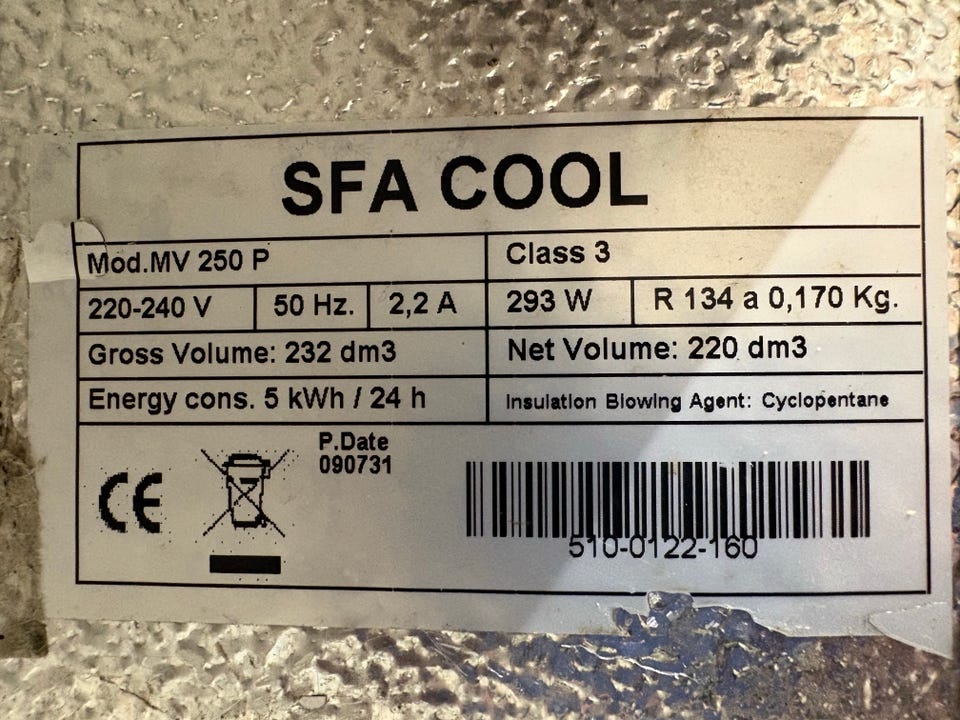 SFA COOL
Mod.MV 250 P
Class 3
220-240 V 50 Hz. 2,2 A 293 W R 134 a 0,170 Kg.
Gross Volume: 232 dm3 Net Volume: 220 dm3
Energy cons. 5 kWh / 24 h Insulation Blowing Agent: Cyclopentane
P.Date
090731
CE
510-0122-160